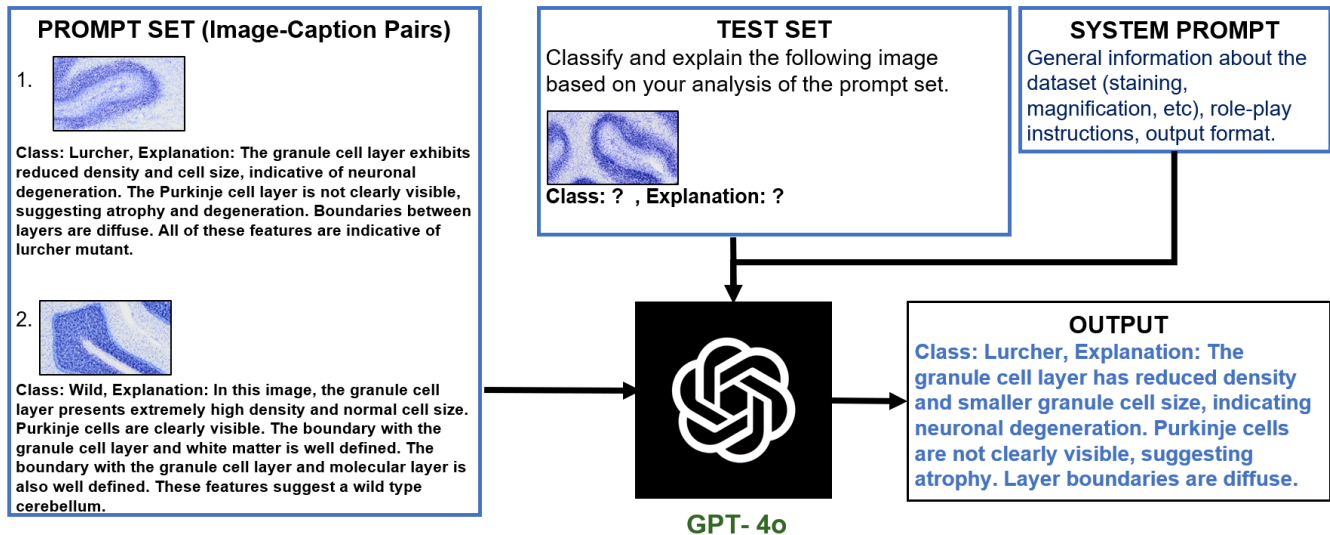 PROMPT SET (Image-Caption Pairs)
1.
Class: Lurcher, Explanation: The granule cell layer exhibits
reduced density and cell size, indicative of neuronal
degeneration. The Purkinje cell layer is not clearly visible,
suggesting atrophy and degeneration. Boundaries between
layers are diffuse. All of these features are indicative of
lurcher mutant.
2.
Class: Wild, Explanation: In this image, the granule cell
layer presents extremely high density and normal cell size.
Purkinje cells are clearly visible. The boundary with the
granule cell layer and white matter is well defined. The
boundary with the granule cell layer and molecular layer is
also well defined. These features suggest a wild type
cerebellum.
TEST SET
Classify and explain the following image
based on your analysis of the prompt set.
Class: ? , Explanation: ?
SYSTEM PROMPT
General information about the
dataset (staining,
magnification, etc), role-play
instructions, output format.
GPT- 4o
OUTPUT
Class: Lurcher, Explanation: The
granule cell layer has reduced density
and smaller granule cell size, indicating
neuronal degeneration. Purkinje cells
are not clearly visible, suggesting
atrophy. Layer boundaries are diffuse.